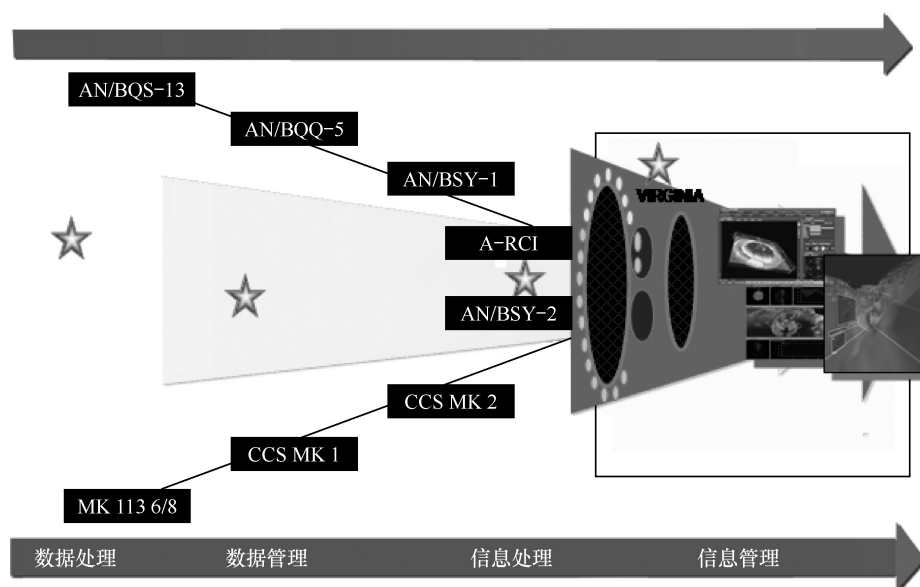 AN/BQS-13
AN/BQQ-5
AN/BSY-1
VIRGINIA
A-RCI
AN/BSY-2
CCS MK 2
CCS MK 1
MK 113 6/8
数据处理 数据管理 信息处理 信息管理